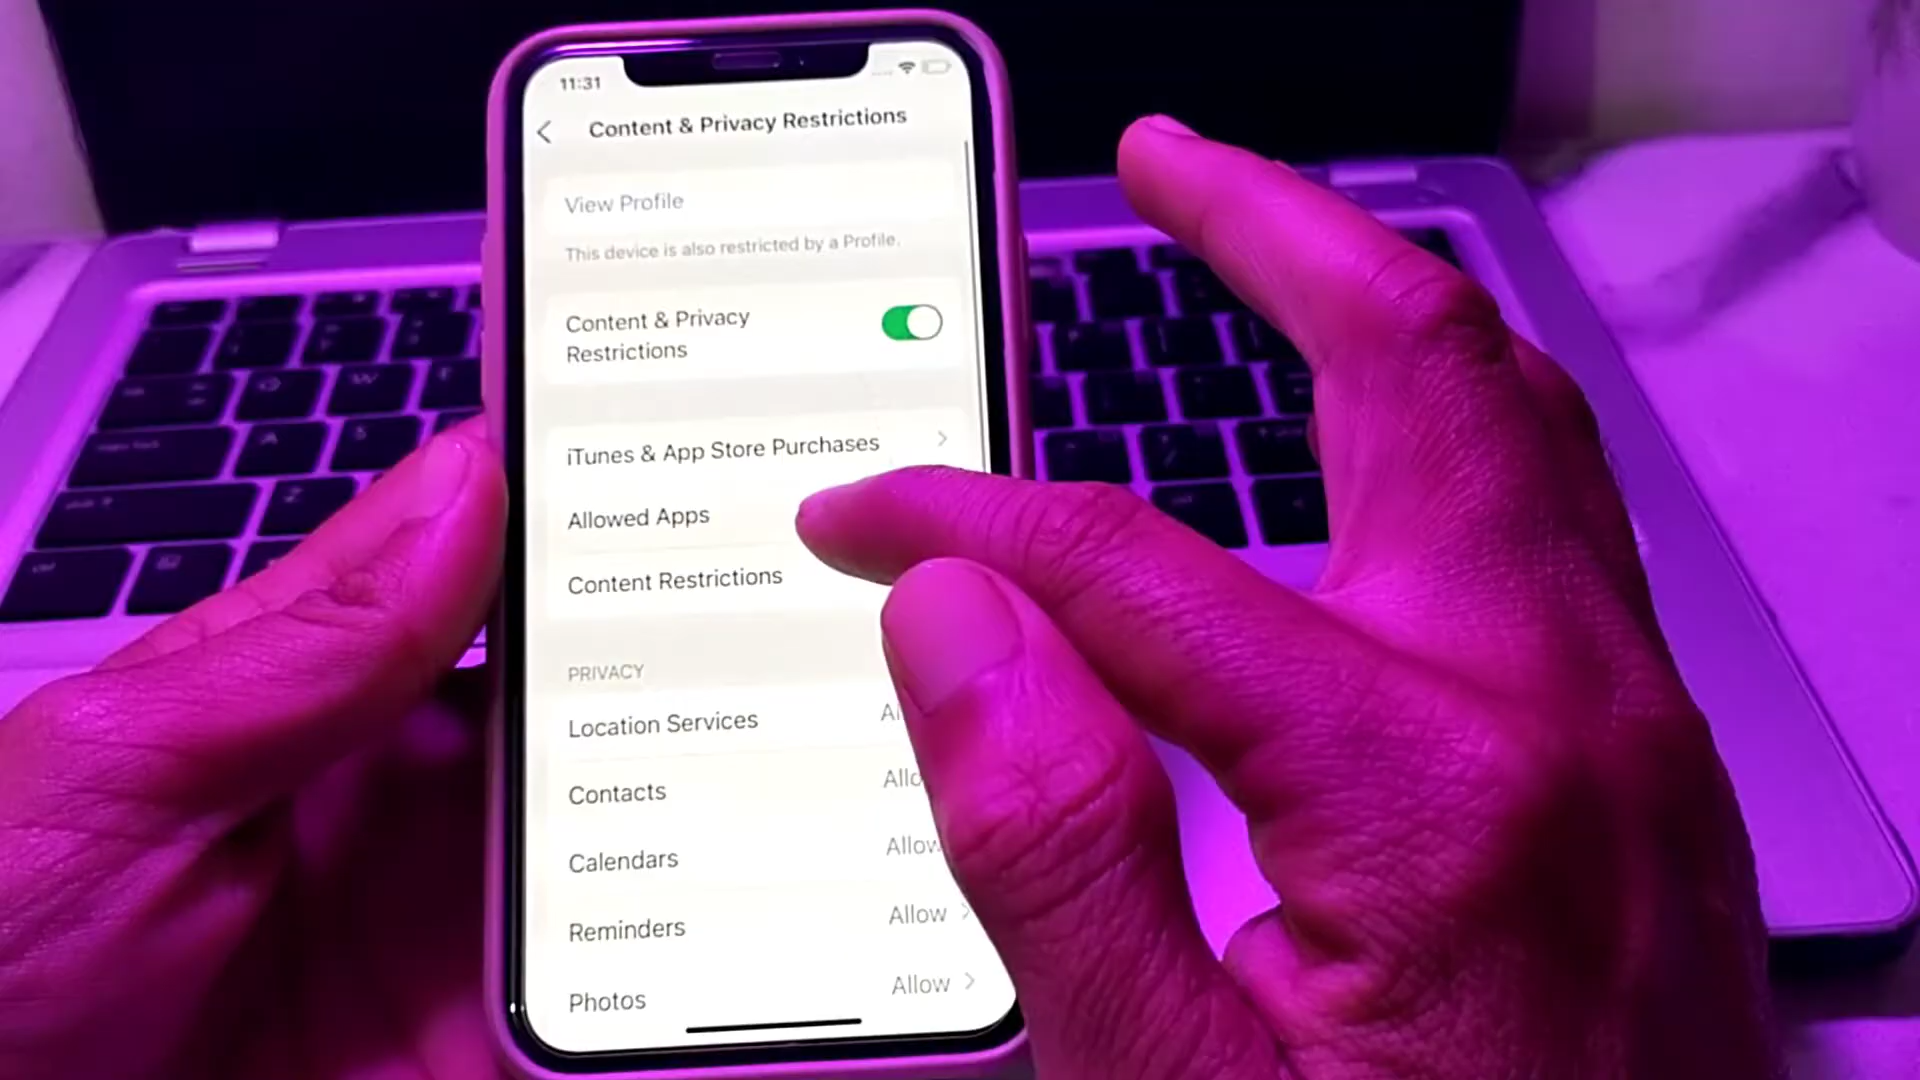 11:31
Content & Privacy Restrictions
View Profile
This device is also restricted by a Profile.
Content & Privacy
Restrictions
iTunes & App Store Purchases
Allowed Apps
Content Restrictions
PRIVACY
Location Services
Contacts
Calendars
Allow
Reminders
Allow
Photos
Allow